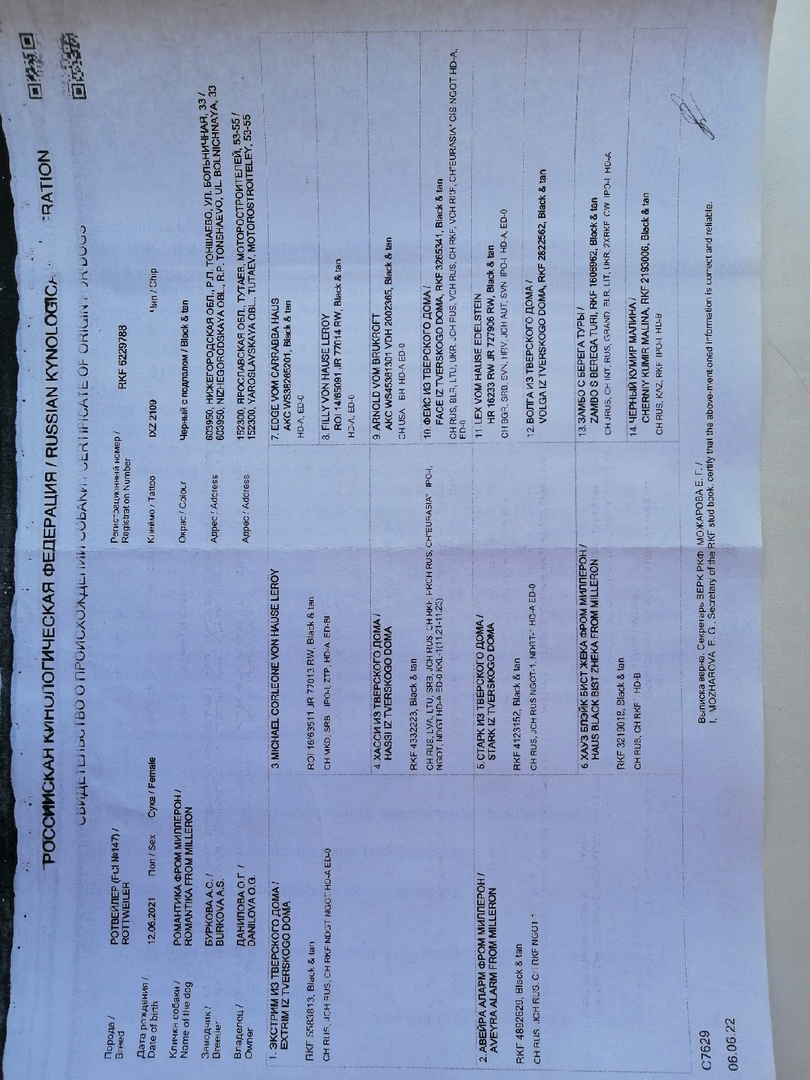 РОССИЙСКАЯ КИНОЛОГИЧЕСКАЯ ФЕДЕРАЦИЯ / RUSSIAN KYNOLOGICA RATION
СВИДЕТЕЛЬСТВО О ПРОИСХОЖДЕНИИ СОБАКИ / CERTIFICATE OF ORIGIN
Порода / Breed
РОТВЕЙЛЕР (FCI №147) /
ROTTWEILER
Регистрационный номер /
Registration Number
RKF 6229788
Дата рождения /
Date of birth
12.06.2021
Пол / Sex
Сука / Female
Клеймо / Tattoo
IXZ 2109
Чип / Chip
Кличка собаки /
Name of the dog
РОМАНТИКА ФРОМ МИЛЛЕРОН /
ROMANTIKA FROM MILLERON
Окрас / Colour
Черный с подпалом / Black & tan
Заводчик /
Breeder
БУРКОВА А.С. /
BURKOVA A.S.
Адрес / Address
603950, НИЖЕГОРОДСКАЯ ОБЛ., Р.П. ТОНШАЕВО, УЛ. БОЛЬНИЧНАЯ, 33 /
603950, NIZHEGORODSKAYA OBL., R.P. TONSHAEVO, UL. BOLNICHNAYA, 33
Владелец /
Owner
ДАНИЛОВА О.Г. /
DANILOVA O.G.
Адрес / Address
152300, ЯРОСЛАВСКАЯ ОБЛ., ТУТАЕВ, МОТОРОСТРОИТЕЛЕЙ, 53-55 /
152300, YAROSLAVSKAYA OBL., TUTAEV, MOTOROSTROITELEY, 53-55
1. ЭКСТРИМ ИЗ ТВЕРСКОГО ДОМА /
EXTRIM IZ TVERSKOGO DOMA
RKF 5583813, Black & tan
CH RUS, JCH RUS, CH RKF NDGT NGOT HD-A ED-0
2. АВЕЙРА АЛАРМ ФРОМ МИЛЛЕРОН /
AVEYRA ALARM FROM MILLERON
Black & tan
CH RUS, JCH RUS, CH RKF NGOT-1
3. MICHAEL CORLEONE VON HAUSE LEROY
ROI 16/63511 JR 77013 RW, Black & tan
CH MKD, SRB IPO-I, ZTP, HD-A, ED-Bl
4. ХАССИ ИЗ ТВЕРСКОГО ДОМА /
HASSI IZ TVERSKOGO DOMA
RKF 4332223, Black & tan
CH RUS, LVA, LTU, SRB, JCH RUS, CH RKF, PRCH RUS, CH"EURASIA" IPO-I,
NGOT, NDGT HD-A ED-0 KKL-1(11.21-11.23)
5. СТАРК ИЗ ТВЕРСКОГО ДОМА /
STARK IZ TVERSKOGO DOMA
RKF 4123152, Black & tan
CH RUS, JCH RUS NGOT-1, NDGT-1 HD-A ED-0
6. ХАУЗ БЛЭЙК БИСТ ЖЕКА ФРОМ МИЛЛЕРОН /
HAUS BLACK BIST ZHEKA FROM MILLERON
RKF 3219018, Black & tan
CH RUS, CH RKF HD-B
7. EDGE VOM CARRABBA HAUS
AKC WS38265201, Black & tan
HD-A, ED-0
8. FILLY VON HAUSE LEROY
ROI 14/65091 JR 77014 RW, Black & tan
HD-A, ED-0
9. ARNOLD VOM BRUKROFT
AKC WS45361301 VDH 2002365, Black & tan
CH USA BH HD-A ED-0
10. ФЕЙС ИЗ ТВЕРСКОГО ДОМА /
FACE IZ TVERSKOGO DOMA, RKF 3265341, Black & tan
CH RUS, BLR, LTU, UKR, JCH RUS, VCH RUS, CH RKF, VCH RKF, CH"EURASIA" CIS NGOT HD-A,
ED-0
11. LEX VOM HAUSE EDELSTEIN
HR 16233 RW JR 727906 RW, Black & tan
CH BGR, SRB, SVN, HRV, JCH AUT, SVN IPO-I HD-A, ED-0
12. ВОЛГА ИЗ ТВЕРСКОГО ДОМА /
VOLGA IZ TVERSKOGO DOMA, RKF 2822562, Black & tan
13. ЗАМБО С БЕРЕГА ТУРЫ /
ZAMBO S BEREGA TURI, RKF 1606962, Black & tan
CH JRUS, CH INT, RUS, GRAND, BLR, LIT, UKR, 2XRKF CW IPO-I HD-A
14. ЧЕРНЫЙ КУМИР МАЛИНА /
CHERNIY KUMIR MALINA, RKF 2193006, Black & tan
CH RUS, KAZ, RKF IPO-I HD-B
Выписка верна. Секретарь ВЕРК РКФ МОЖАРОВА Е. Г. /
I, MOZHAROVA E. G., Secretary of the RKF stud book, certify that the above-mentioned information is correct and reliable.
C7629
06.06.22